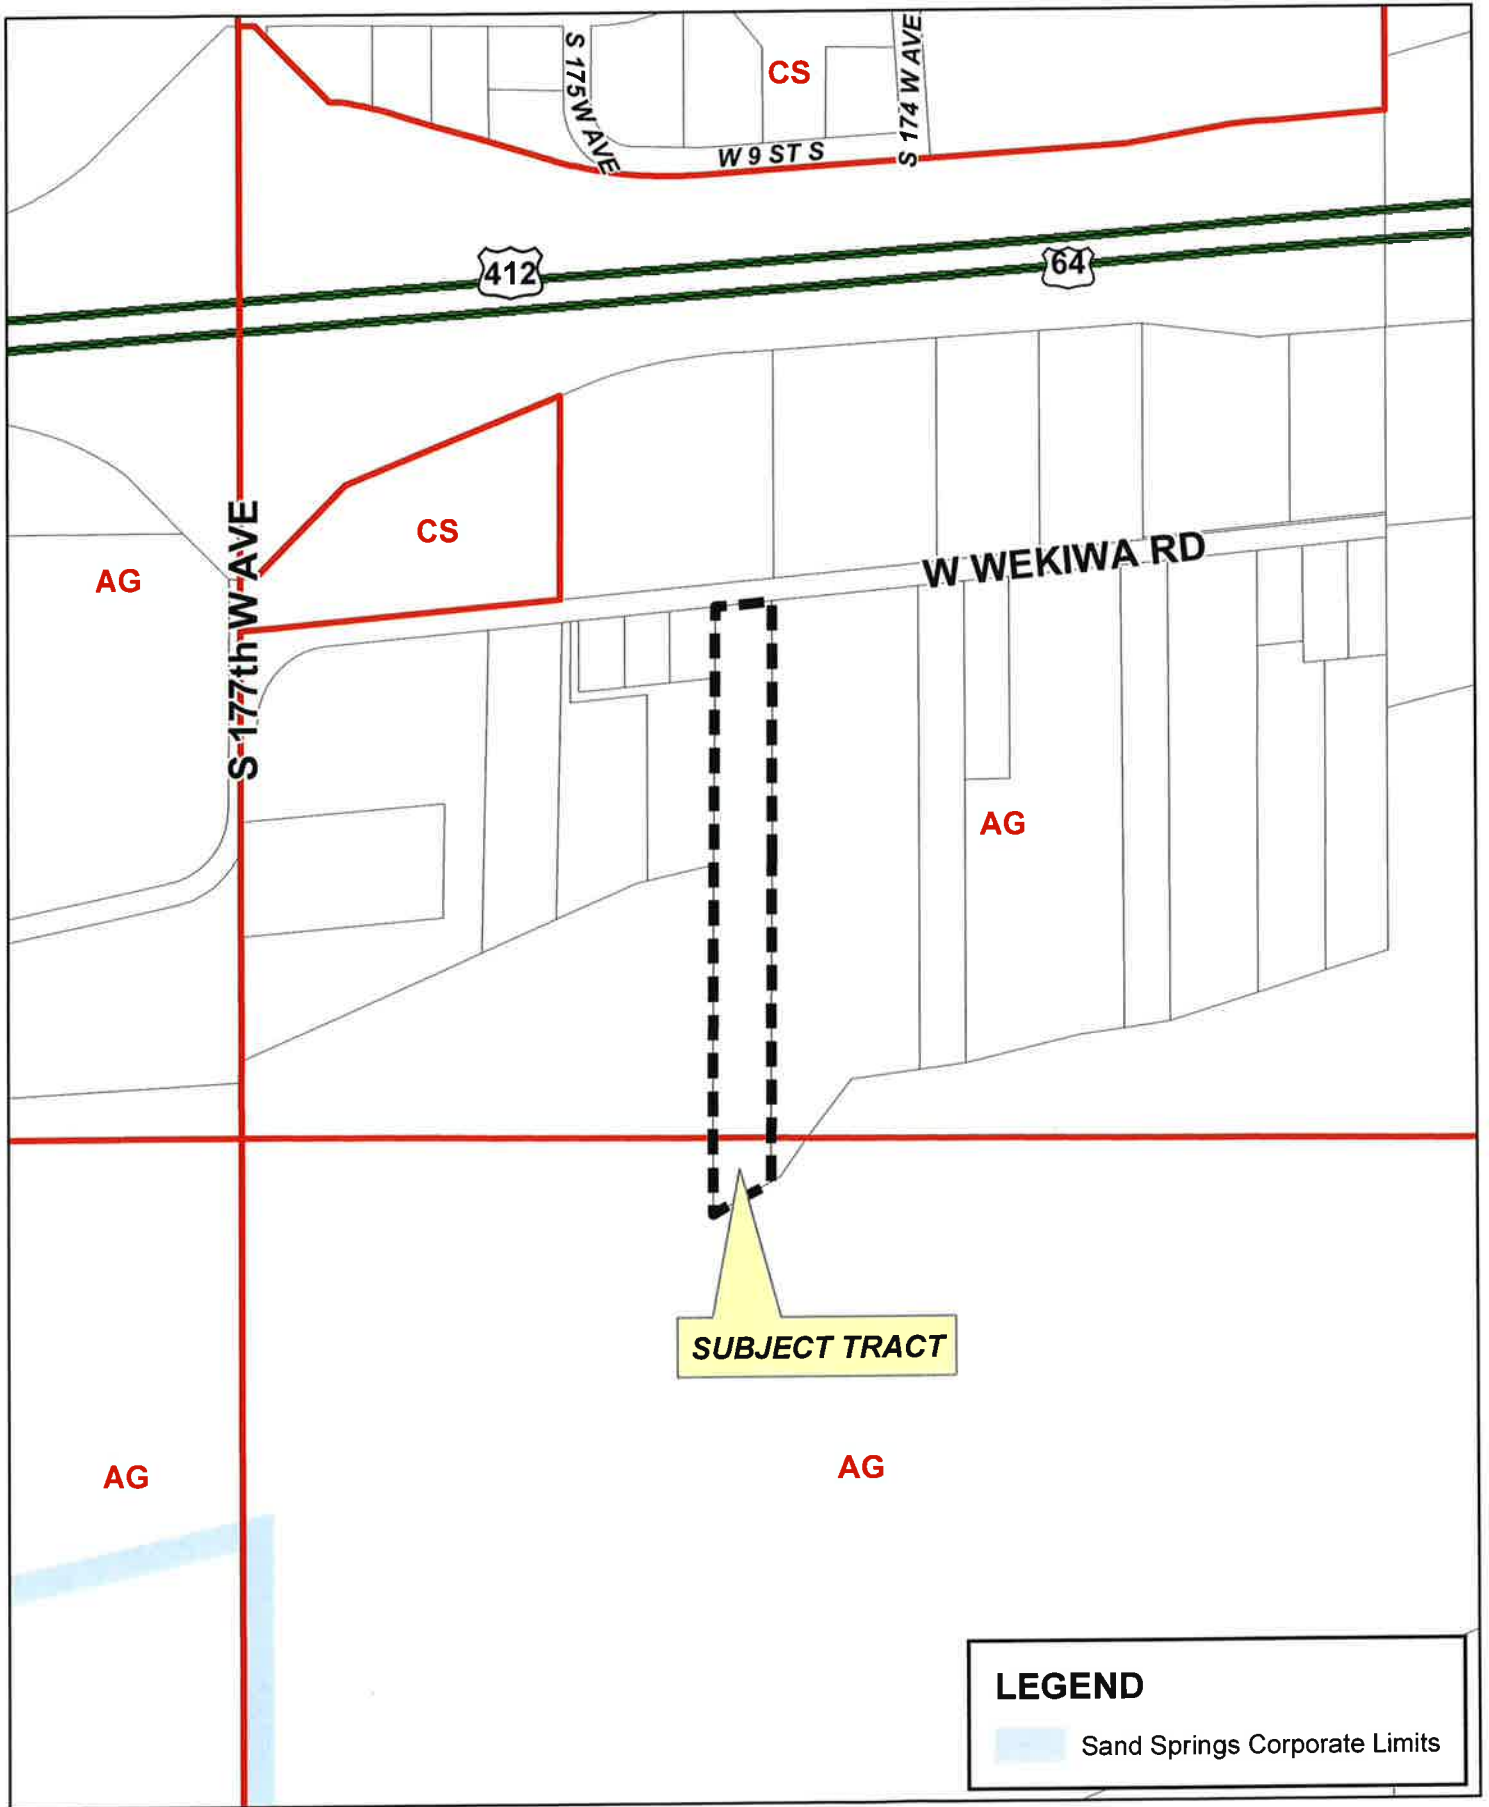 S 175 W AVE
CS
S 174 W AVE
W 9 ST S
412
64
S 177th W AVE
CS
AG
W WEKIWA RD
AG
SUBJECT TRACT
AG
AG
LEGEND
Sand Springs Corporate Limits